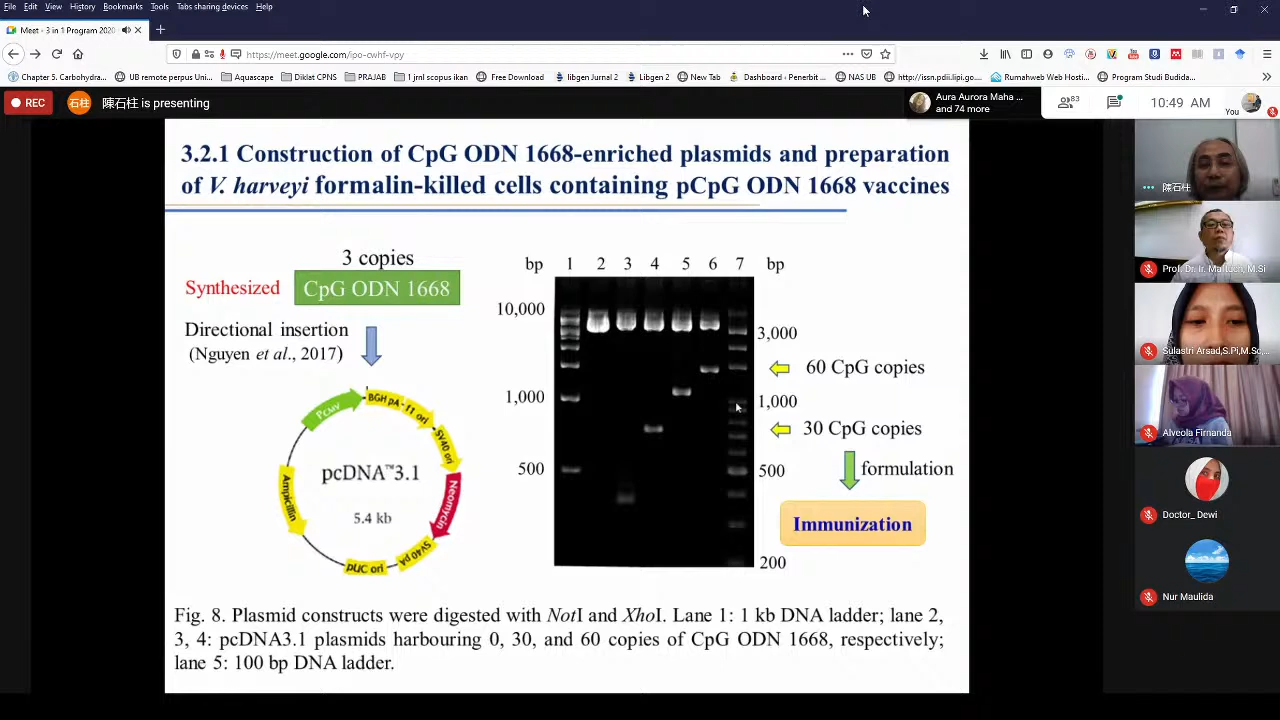 File Edit View History Bookmarks Tools Tabs sharing devices Help
Meet - 3 in 1 Program 2020
https://meet.google.com/ipo-cwhf-vpy
Chapter 5. Carbohydra... UB remote perpus Uni... Aquascape Diklat CPNS PRAJAB 1 jml scopus ikan Free Download libgen Jurnal 2 Libgen 2 New Tab Dashboard ‹ Penerbit ... NAS UB http://issn.pdii.lipi.go... Rumahweb Web Hosti... Program Studi Budida...
REC
石柱
陳石柱 is presenting
Aura Aurora Maha ...
and 74 more
83
10:49 AM
You
3.2.1 Construction of CpG ODN 1668-enriched plasmids and preparation
of V. harveyi formalin-killed cells containing pCpG ODN 1668 vaccines
3 copies
Synthesized CpG ODN 1668
Directional insertion
(Nguyen et al., 2017)
PCMV
BGH pA - f1 ori
SV40 ori
Neomycin
SV40 pA
pUC ori
Ampicillin
pcDNA™3.1
5.4 kb
bp 1 2 3 4 5 6 7 bp
10,000
1,000
500
3,000
1,000
500
200
60 CpG copies
30 CpG copies
formulation
Immunization
Fig. 8. Plasmid constructs were digested with NotI and XhoI. Lane 1: 1 kb DNA ladder; lane 2,
3, 4: pcDNA3.1 plasmids harbouring 0, 30, and 60 copies of CpG ODN 1668, respectively;
lane 5: 100 bp DNA ladder.
陳石柱
Prof. Dr. Ir. Maftuch, M.Si
Sulastri Arsad,S.Pi,M.Sc,...
Alveola Firnanda
Doctor_ Dewi
Nur Maulida